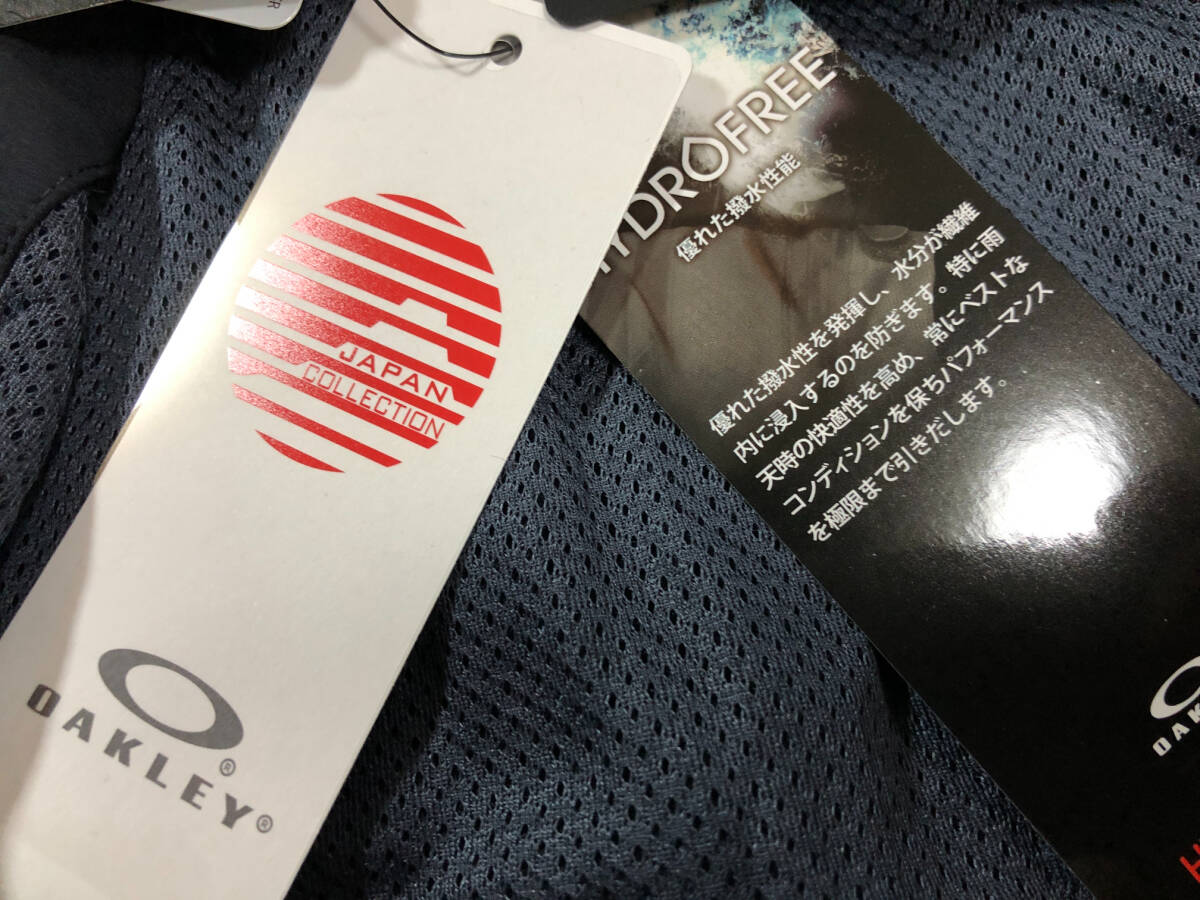 JAPAN
COLLECTION
OAKLEY
HYDROFREE
優れた撥水性能
優れた撥水性を発揮し、水分が繊維
内に浸入するのを防ぎます。特に雨
天時の快適性を高め、常にベストな
コンディションを保ちパフォーマンス
を極限まで引きだします。
OAK